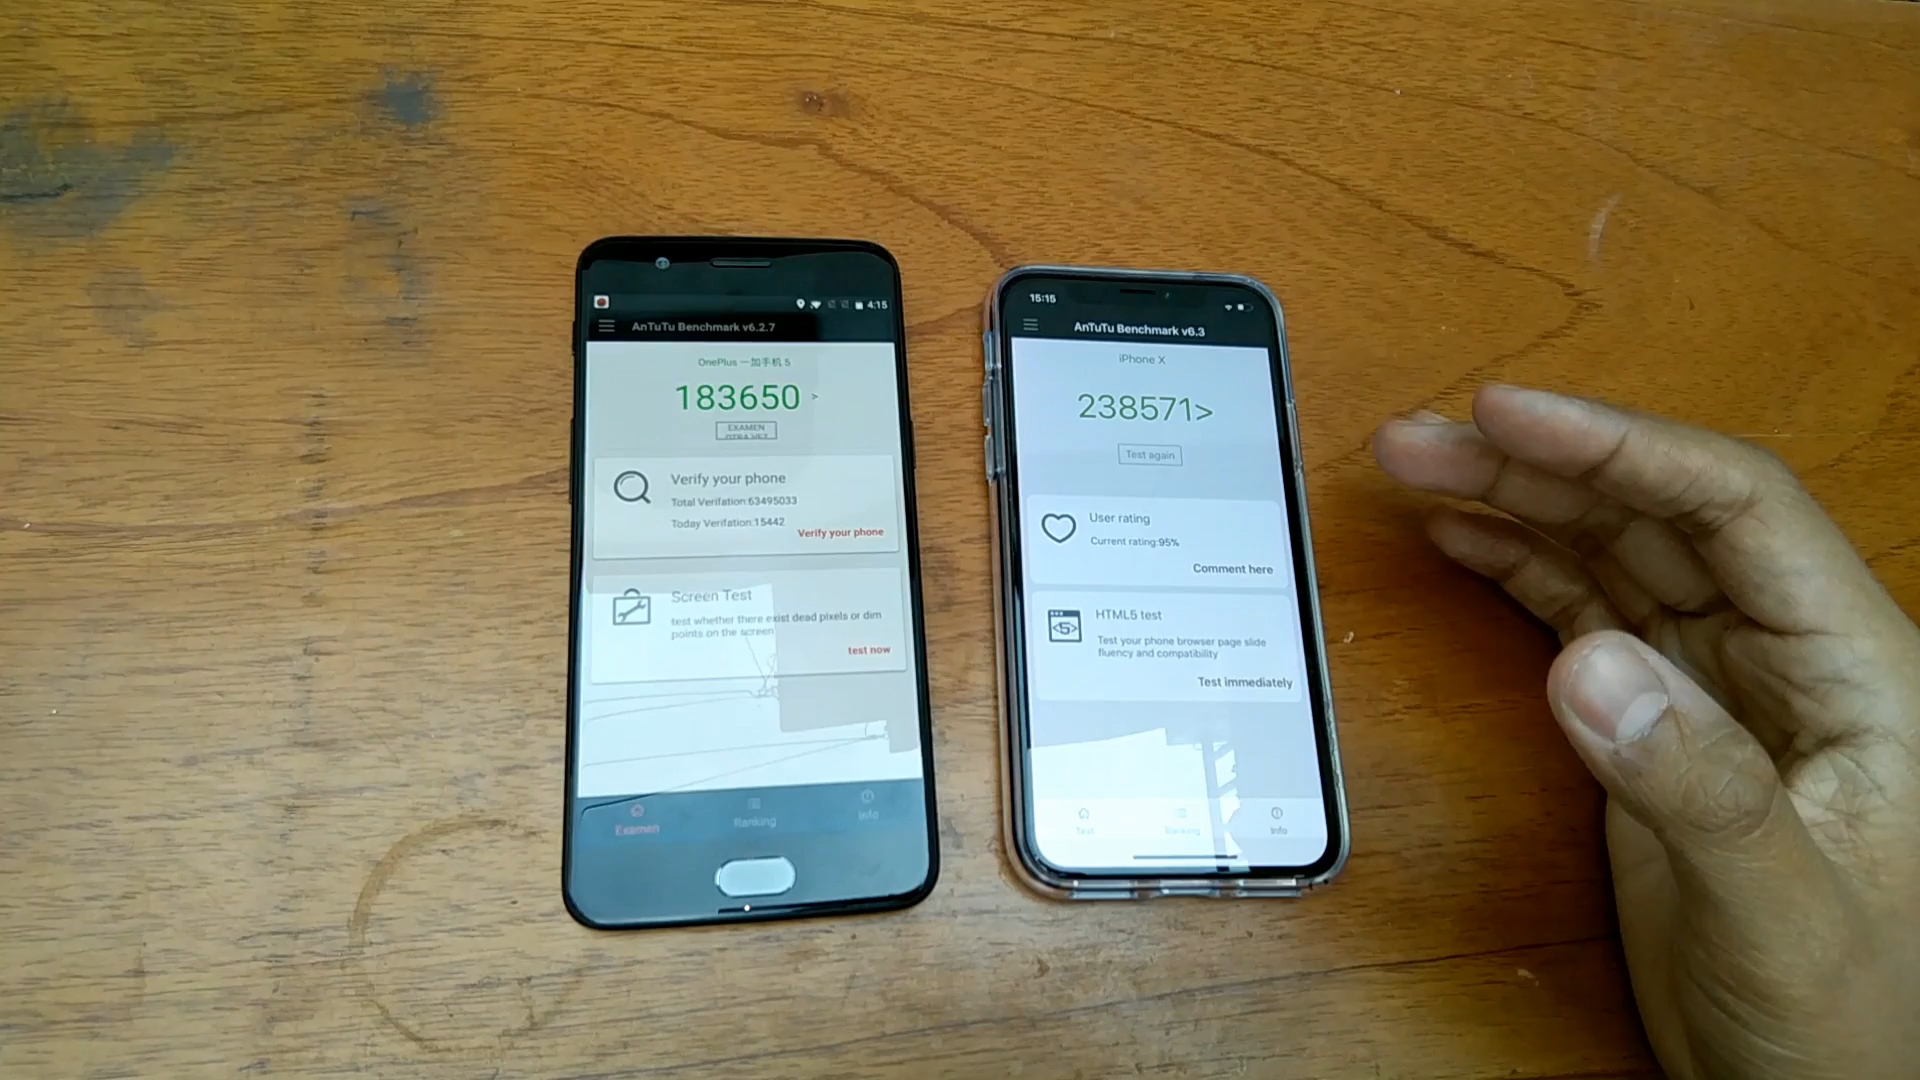 4:15
AnTuTu Benchmark v6.2.7
OnePlus 一加手机 5
183650 >
EXAMEN
OTRA VEZ
Verify your phone
Total Verifation:63495033
Today Verifation:15442
Verify your phone
Screen Test
test whether there exist dead pixels or dim
points on the screen
test now
Examen
Ranking
Info
15:15
AnTuTu Benchmark v6.3
iPhone X
238571>
Test again
User rating
Current rating:95%
Comment here
HTML5 test
<5>
Test your phone browser page slide
fluency and compatibility
Test immediately
Test
Ranking
Info